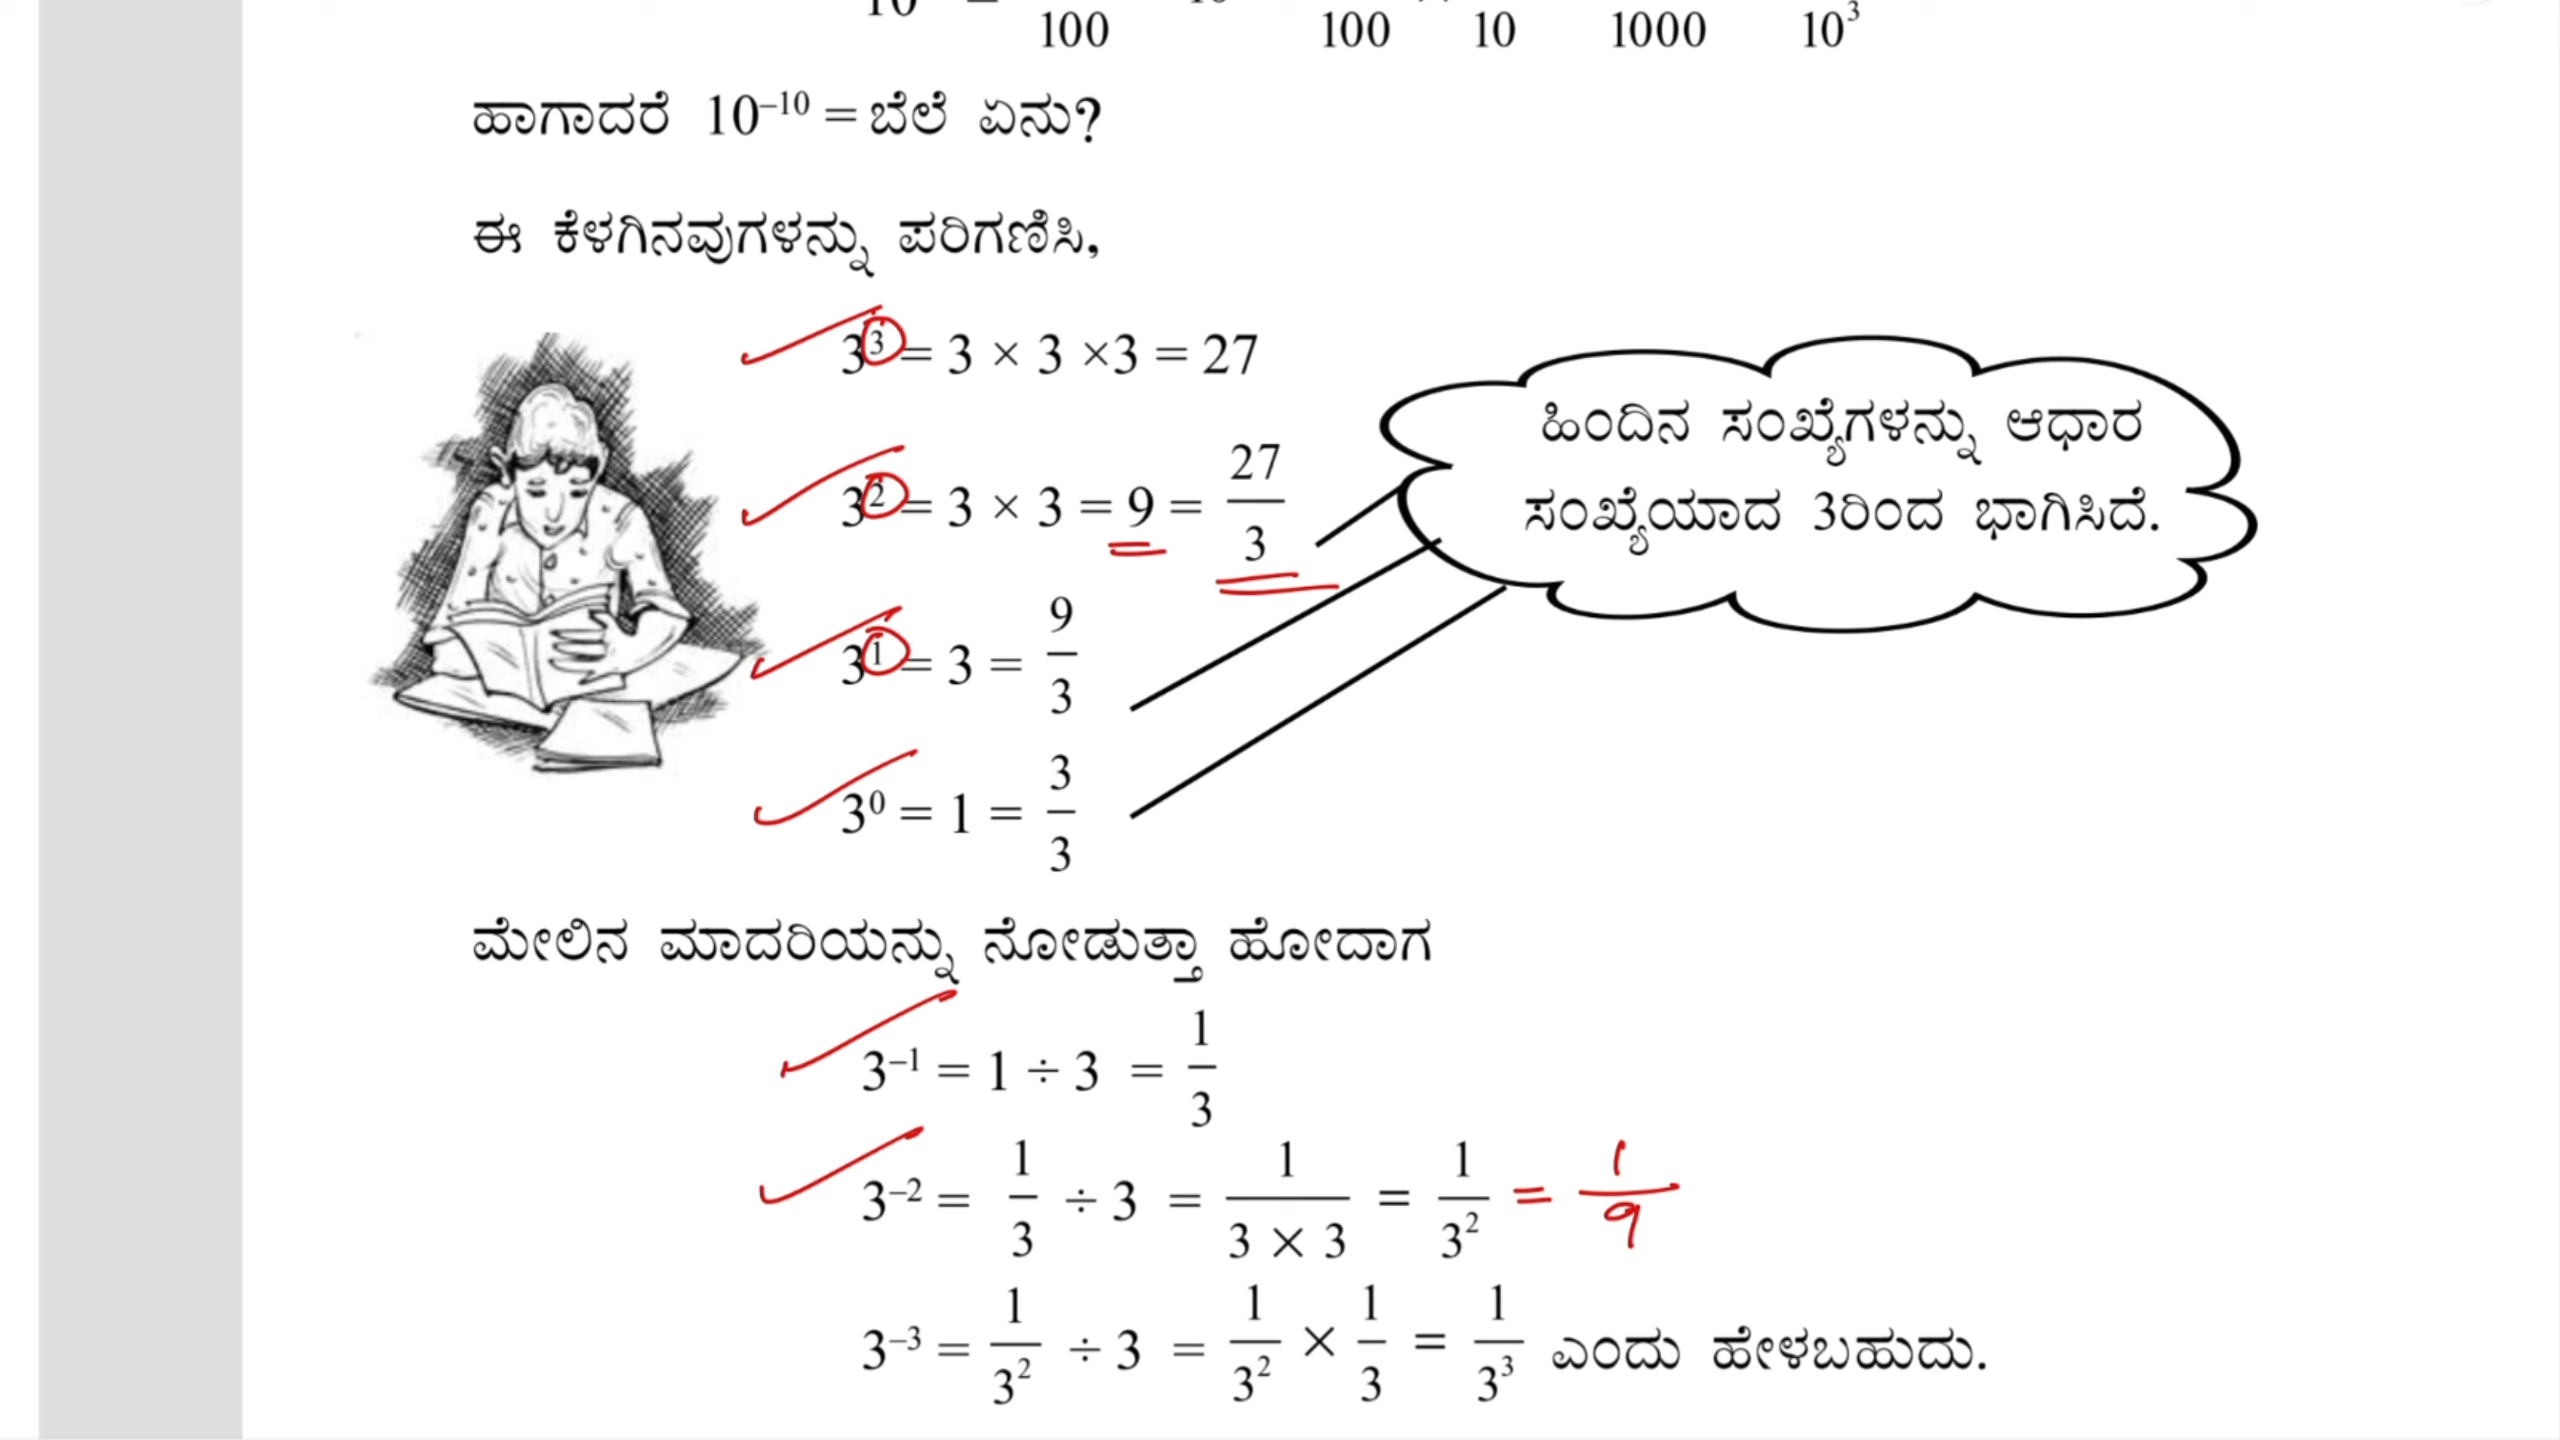 100 100 10 1000 10³
ಹಾಗಾದರೆ 10⁻¹⁰ = ಬೆಲೆ ಏನು?
ಈ ಕೆಳಗಿನವುಗಳನ್ನು ಪರಿಗಣಿಸಿ,
3³ = 3 × 3 ×3 = 27
3² = 3 × 3 = 9 = 27/3
3¹ = 3 = 9/3
3⁰ = 1 = 3/3
ಹಿಂದಿನ ಸಂಖ್ಯೆಗಳನ್ನು ಆಧಾರ
ಸಂಖ್ಯೆಯಾದ 3ರಿಂದ ಭಾಗಿಸಿದೆ.
ಮೇಲಿನ ಮಾದರಿಯನ್ನು ನೋಡುತ್ತಾ ಹೋದಾಗ
3⁻¹ = 1 ÷ 3 = 1/3
3⁻² = 1/3 ÷ 3 = 1/(3 × 3) = 1/3² = 1/9
3⁻³ = 1/3² ÷ 3 = 1/3² × 1/3 = 1/3³ ಎಂದು ಹೇಳಬಹುದು.